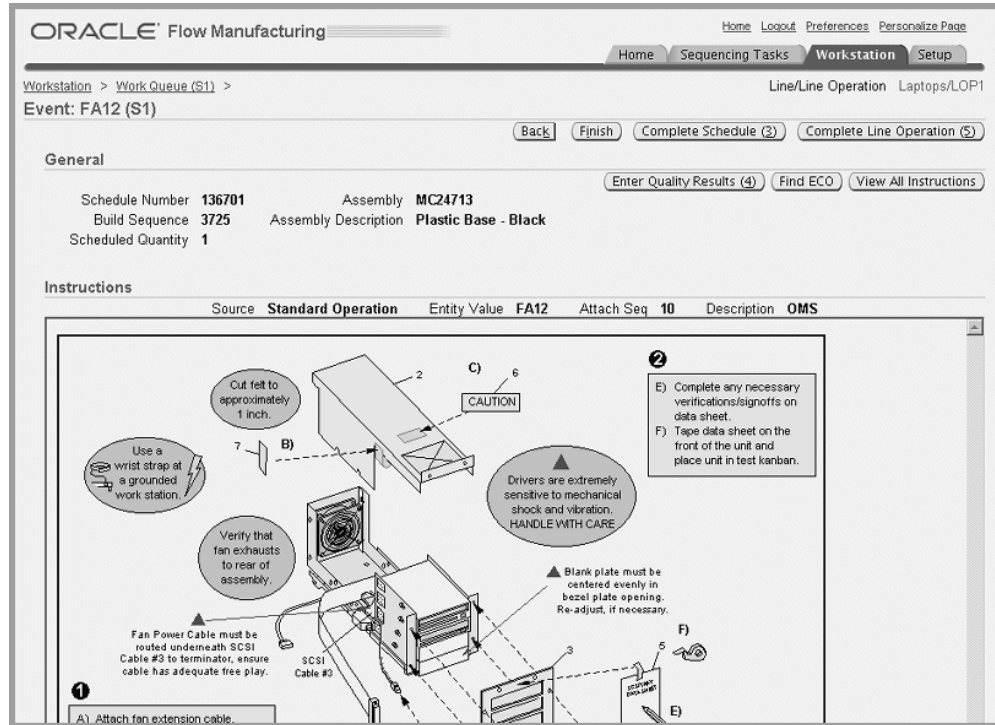 ORACLE Flow Manufacturing
Home Logout Preferences Personalize Page
Home Sequencing Tasks Workstation Setup
Workstation > Work Queue (S1) >
Line/Line Operation Laptops/LOP1
Event: FA12 (S1)
Back Finish Complete Schedule (3) Complete Line Operation (5)
General
Enter Quality Results (4) Find ECO View All Instructions
Schedule Number 136701 Assembly MC24713
Build Sequence 3725 Assembly Description Plastic Base - Black
Scheduled Quantity 1
Instructions
Source Standard Operation Entity Value FA12 Attach Seq 10 Description OMS
Cut felt to
approximately
1 inch.
2
C)
6
CAUTION
2
E) Complete any necessary
verifications/signoffs on
data sheet.
F) Tape data sheet on the
front of the unit and
place unit in test kanban.
7
B)
Use a
wrist strap at
a grounded
work station.
Drivers are extremely
sensitive to mechanical
shock and vibration.
HANDLE WITH CARE
Verify that
fan exhausts
to rear of
assembly.
Blank plate must be
centered evenly in
bezel plate opening.
Re-adjust, if necessary.
Fan Power Cable must be
routed underneath SCSI
Cable #3 to terminator, ensure
cable has adequate free play.
SCSI
Cable #3
3
F)
5
E)
1
A) Attach fan extension cable.